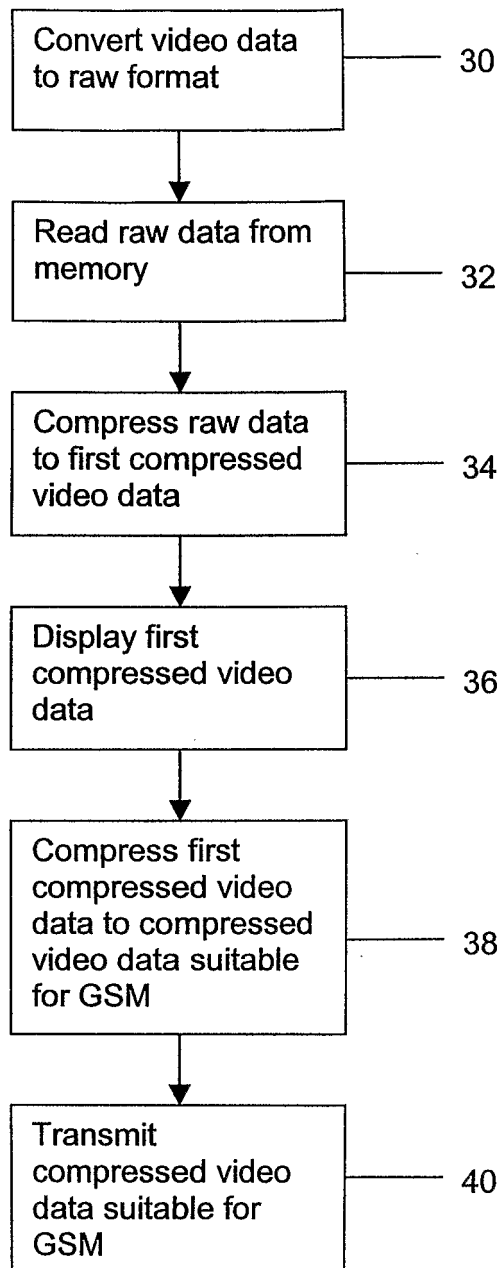 Convert video data
to raw format
30
Read raw data from
memory
32
Compress raw data
to first compressed
video data
34
Display first
compressed video
data
36
Compress first
compressed video
data to compressed
video data suitable
for GSM
38
Transmit
compressed video
data suitable for
GSM
40